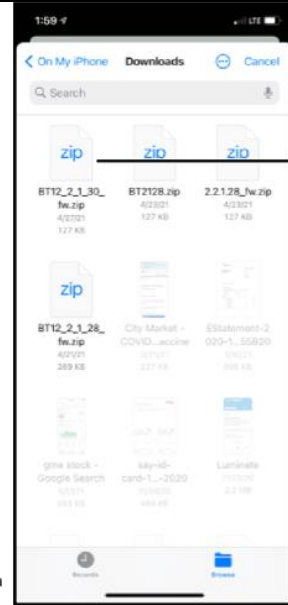 1:59
LTE
On My iPhone Downloads Cancel
Search
zip zip zip
BT12_2_1_30_ BT2128.zip 2.2.1.28_fw.zip
fw.zip 4/23/21 4/23/21
4/27/21 127 KB 127 KB
127 KB
zip
BT12_2_1_28_ City Market - EStatement-2
fw.zip COVID...accine 020-1...55820
4/21/21
269 KB 227 KB
gme stock - say-id- Luminate
Google Search card-1...-2020
2.2 MB
Recents Browse